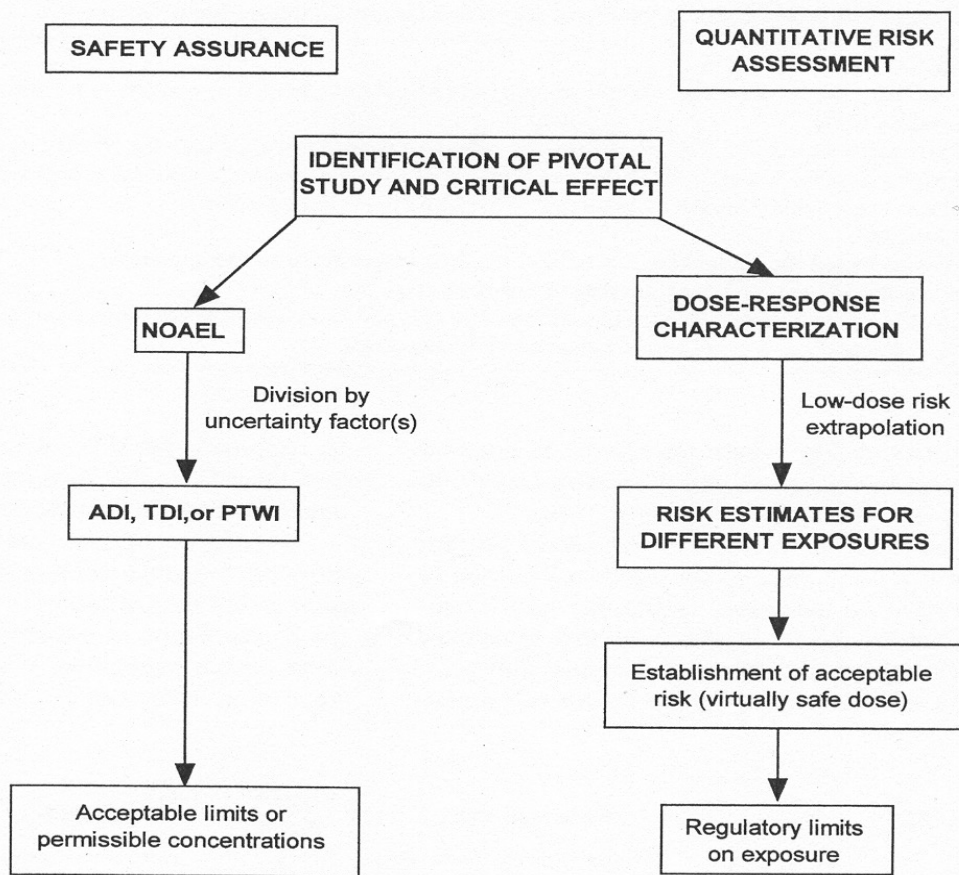 SAFETY ASSURANCE
QUANTITATIVE RISK
ASSESSMENT
IDENTIFICATION OF PIVOTAL
STUDY AND CRITICAL EFFECT
NOAEL
DOSE-RESPONSE
CHARACTERIZATION
Division by
uncertainty factor(s)
Low-dose risk
extrapolation
ADI, TDI,or PTWI
RISK ESTIMATES FOR
DIFFERENT EXPOSURES
Establishment of acceptable
risk (virtually safe dose)
Acceptable limits or
permissible concentrations
Regulatory limits
on exposure